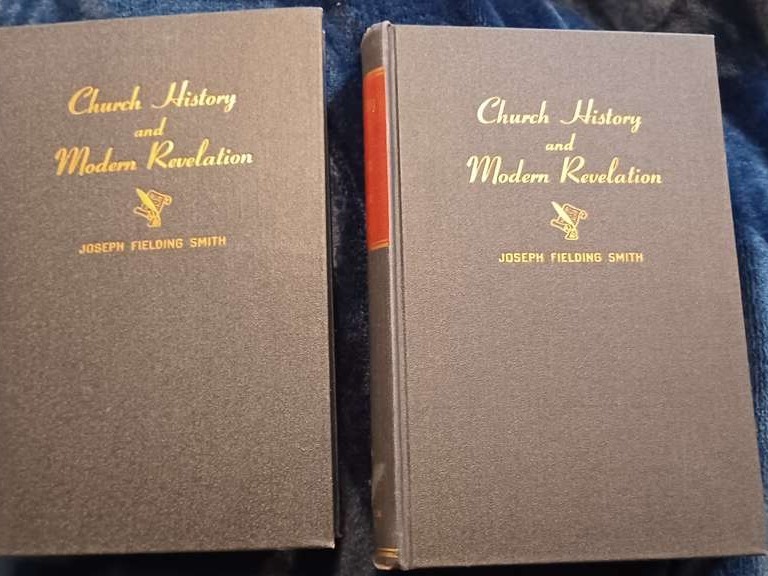 Church History
and
Modern Revelation
JOSEPH FIELDING SMITH
Church History
and
Modern Revelation
JOSEPH FIELDING SMITH